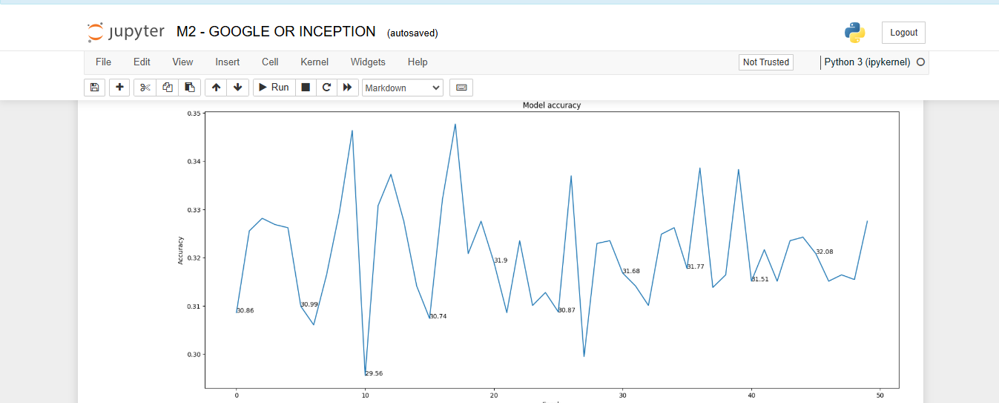 jupyter M2 - GOOGLE OR INCEPTION (autosaved) Logout
File Edit View Insert Cell Kernel Widgets Help Not Trusted Python 3 (ipykernel)
Run Markdown
Model accuracy
0.35
0.34
0.33
0.32
0.31
0.30
Accuracy
30.86
30.99
29.56
30.74
31.9
30.87
31.68
31.77
31.51
32.08
0 10 20 30 40 50